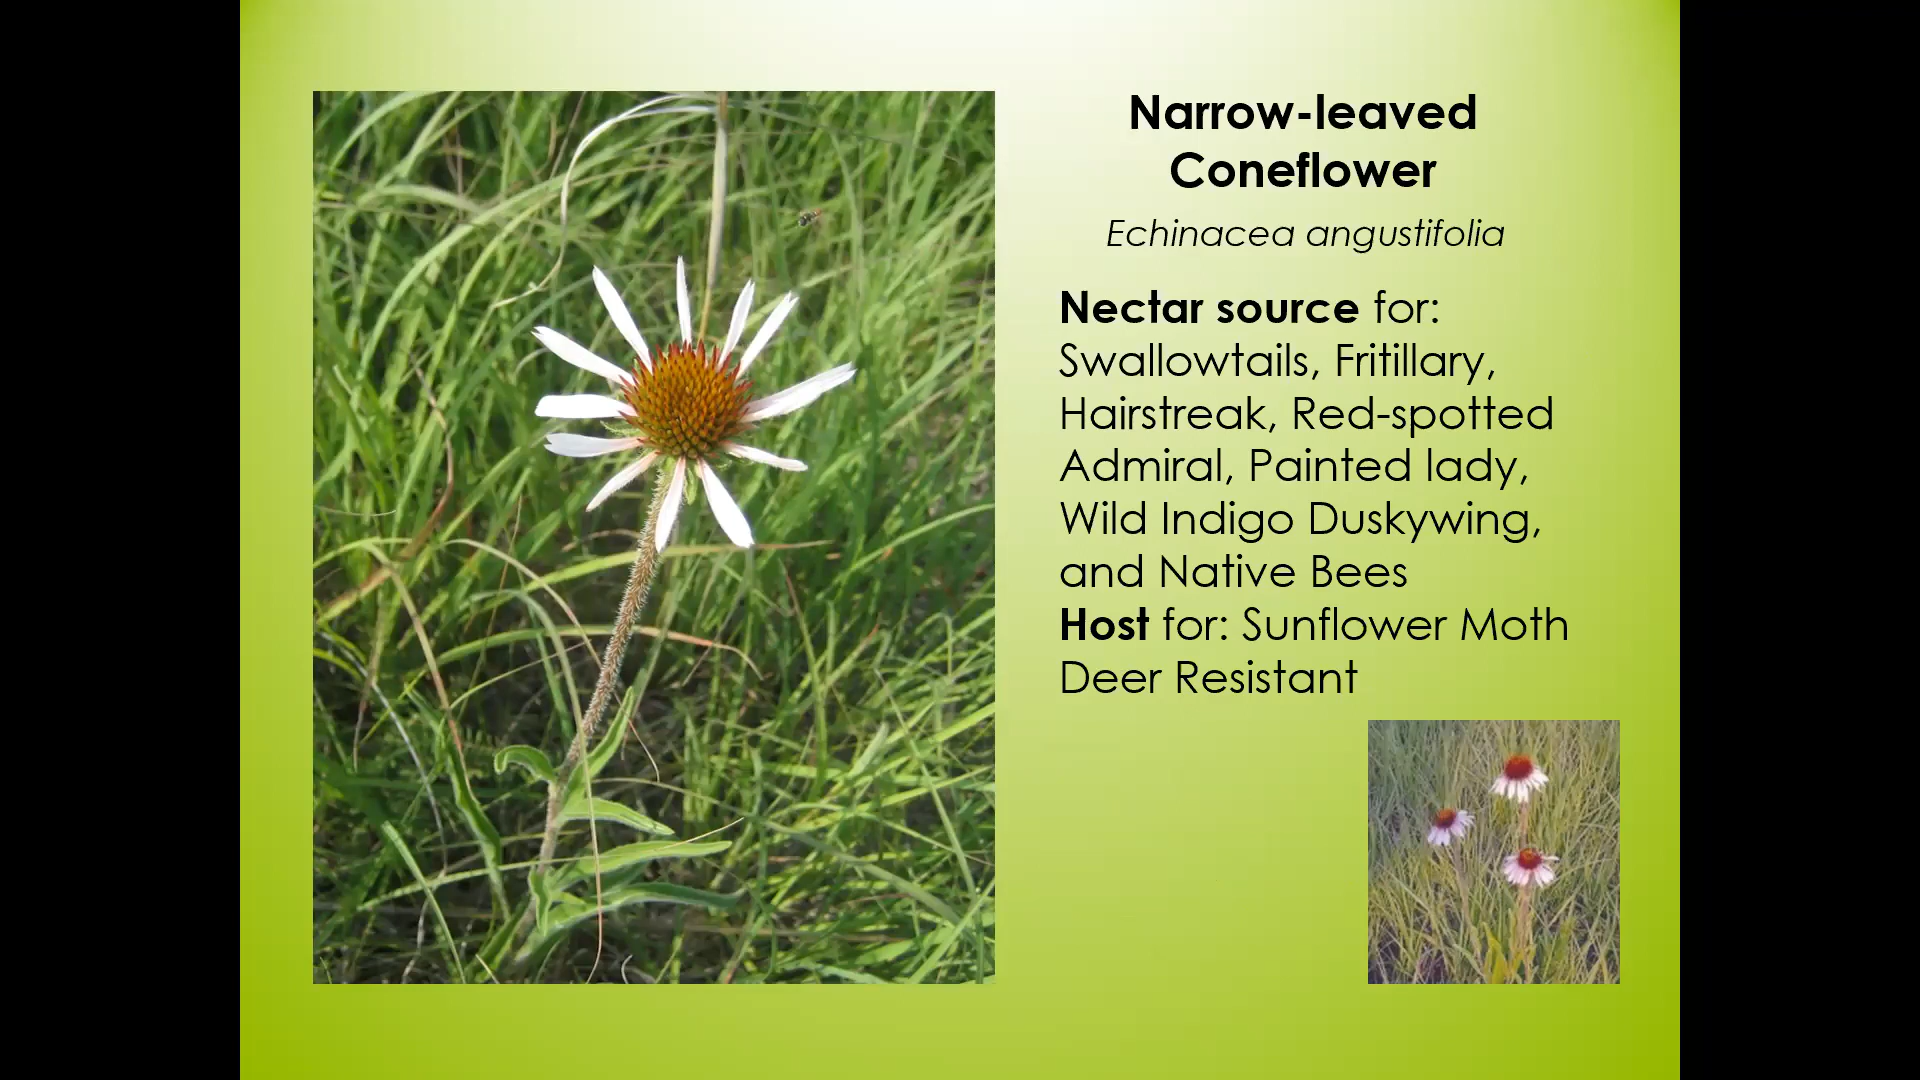 Narrow-leaved
Coneflower
Echinacea angustifolia
Nectar source for:
Swallowtails, Fritillary,
Hairstreak, Red-spotted
Admiral, Painted lady,
Wild Indigo Duskywing,
and Native Bees
Host for: Sunflower Moth
Deer Resistant